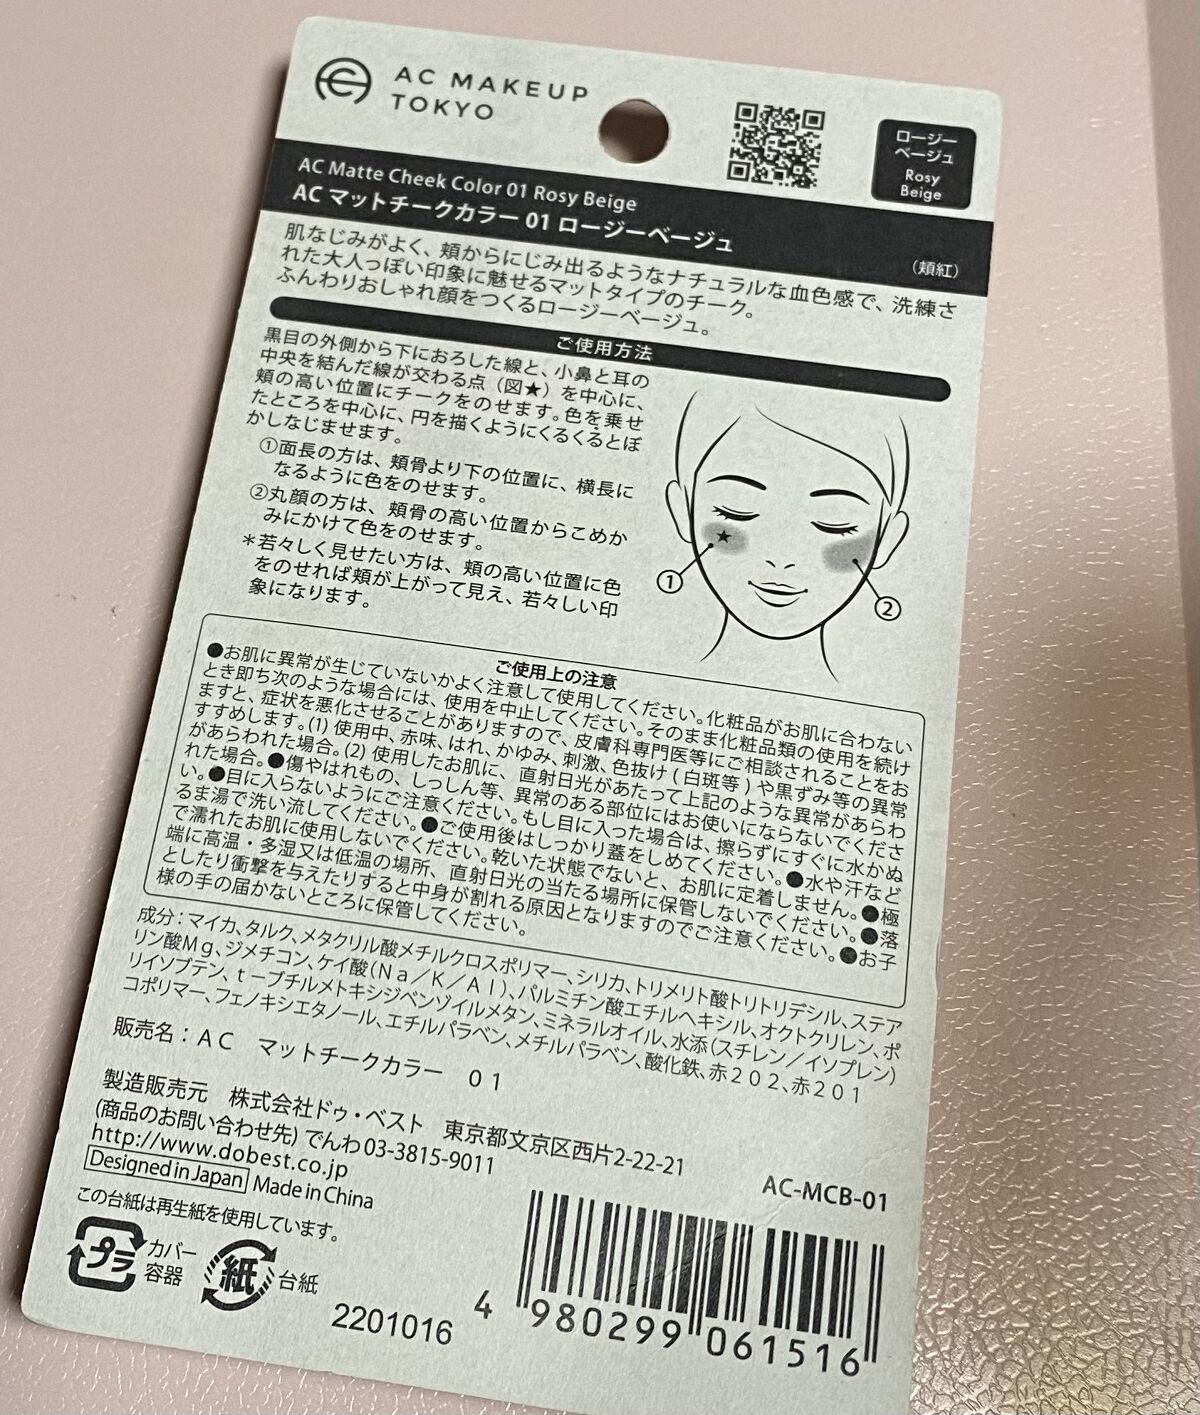 AC MAKEUP
TOKYO
ロージー
ベージュ
Rosy
Beige
AC Matte Cheek Color 01 Rosy Beige
AC マットチークカラー 01 ロージーベージュ
（頬紅）
肌なじみがよく、頬からにじみ出るようなナチュラルな血色感で、洗練さ
れた大人っぽい印象に魅せるマットタイプのチーク。
ふんわりおしゃれ顔をつくるロージーベージュ。
ご使用方法
黒目の外側から下におろした線と、小鼻と耳の
中央を結んだ線が交わる点（図★）を中心に、
頬の高い位置にチークをのせます。色を乗せ
たところを中心に、円を描くようにくるくるとぼ
かしなじませます。
①面長の方は、頬骨より下の位置に、横長に
なるように色をのせます。
②丸顔の方は、頬骨の高い位置からこめか
みにかけて色をのせます。
＊若々しく見せたい方は、頬の高い位置に色
をのせれば頬が上がって見え、若々しい印
象になります。
★
①
②
ご使用上の注意
●お肌に異常が生じていないかよく注意して使用してください。化粧品がお肌に合わない
とき即ち次のような場合には、使用を中止してください。そのまま化粧品類の使用を続け
ますと、症状を悪化させることがありますので、皮膚科専門医等にご相談されることをお
すすめします。(1) 使用中、赤味、はれ、かゆみ、刺激、色抜け（白斑等）や黒ずみ等の異常
があらわれた場合。(2) 使用したお肌に、直射日光があたって上記のような異常があらわ
れた場合。●傷やはれもの、しっしん等、異常のある部位にはお使いにならないでくださ
い。●目に入らないようにご注意ください。もし目に入った場合は、擦らずにすぐに水かぬ
るま湯で洗い流してください。●ご使用後はしっかり蓋をしめてください。●水や汗など
で濡れたお肌に使用しないでください。乾いた状態でないと、お肌に定着しません。●極
端に高温・多湿又は低温の場所、直射日光の当たる場所に保管しないでください。●落
としたり衝撃を与えたりすると中身が割れる原因となりますのでご注意ください。●お子
様の手の届かないところに保管してください。
成分：マイカ、タルク、メタクリル酸メチルクロスポリマー、シリカ、トリメリト酸トリトリデシル、ステア
リン酸Mg、ジメチコン、ケイ酸（Na／K／Al）、パルミチン酸エチルヘキシル、オクトクリレン、ポ
リイソブテン、t－ブチルメトキシジベンゾイルメタン、ミネラルオイル、水添（スチレン／イソプレン）
コポリマー、フェノキシエタノール、エチルパラベン、メチルパラベン、酸化鉄、赤２０２、赤２０１
販売名：ＡＣ　マットチークカラー　０１
製造販売元　株式会社ドゥ・ベスト　東京都文京区西片2-22-21
(商品のお問い合わせ先) でんわ 03-3815-9011
http://www.dobest.co.jp
Designed in Japan Made in China
AC-MCB-01
この台紙は再生紙を使用しています。
プラ カバー
容器
紙 台紙
2201016
4 980299 061516